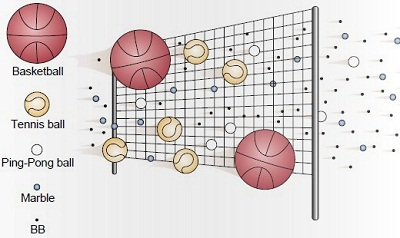 Basketball
Tennis ball
Ping-Pong ball
Marble
BB